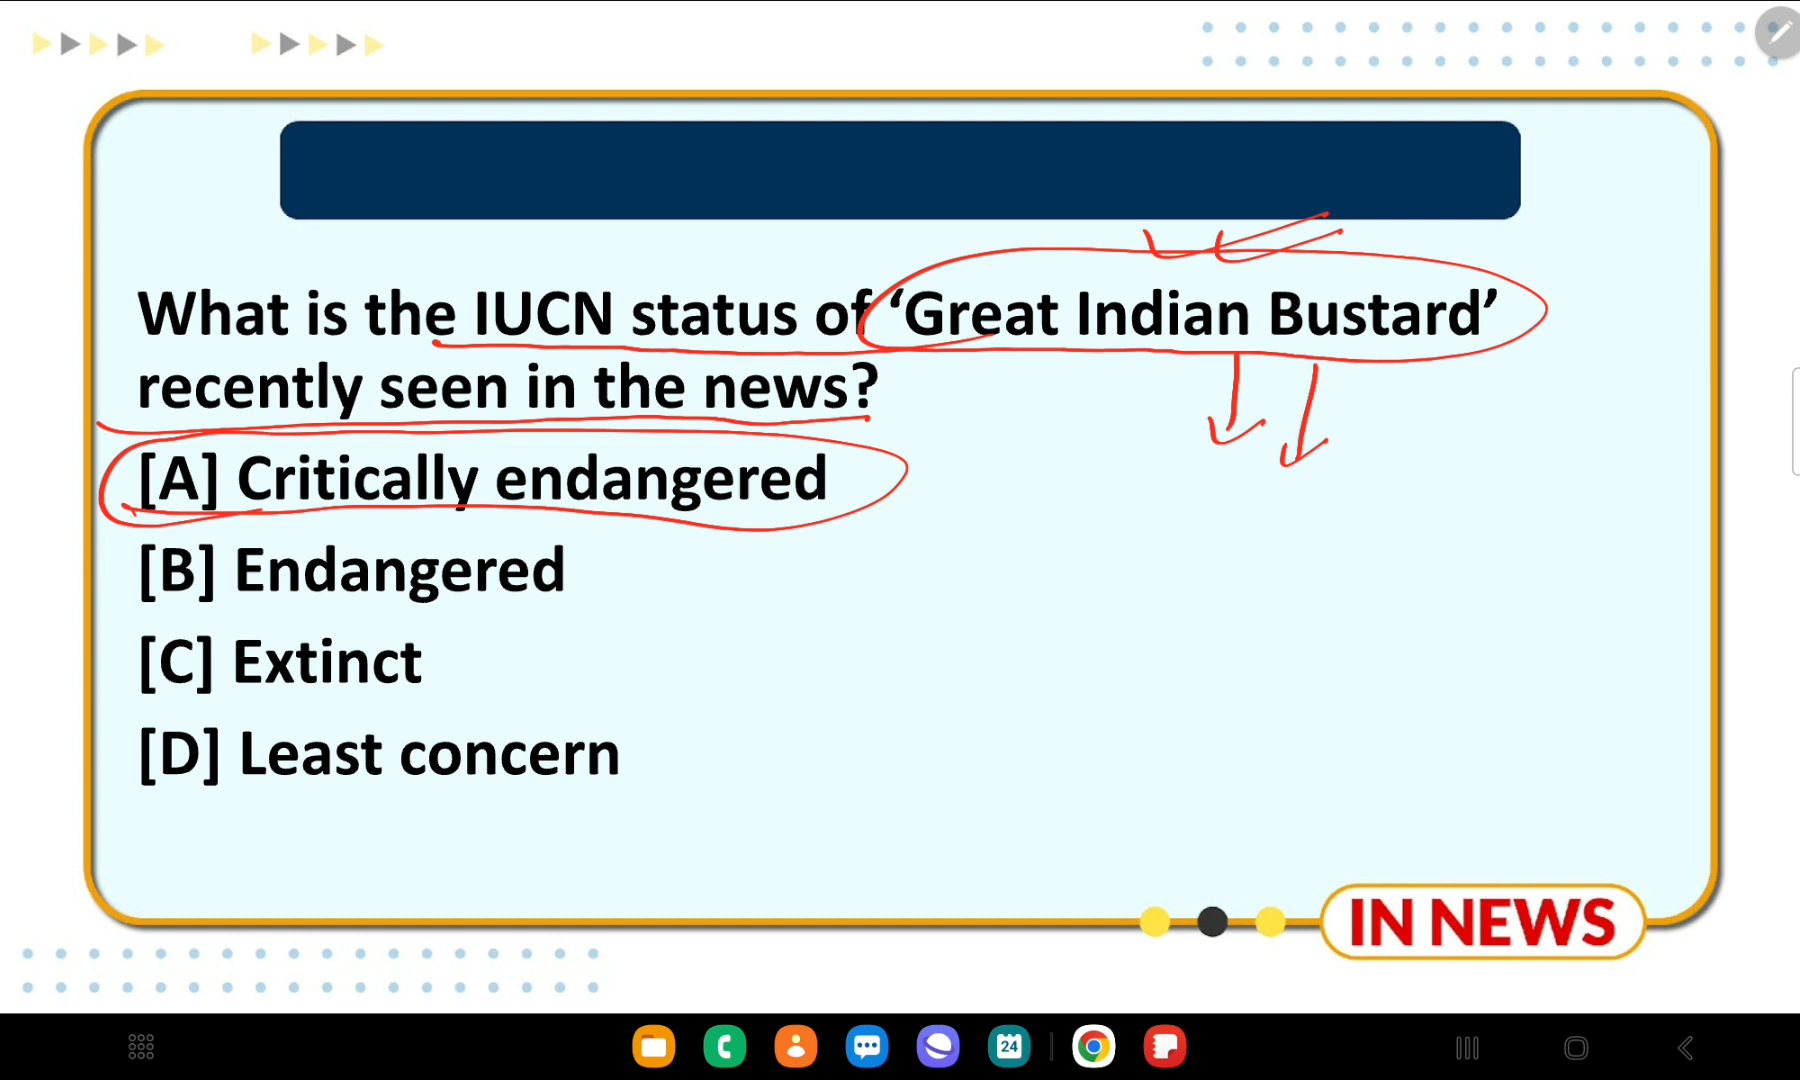 What is the IUCN status of ‘Great Indian Bustard’
recently seen in the news?
[A] Critically endangered
[B] Endangered
[C] Extinct
[D] Least concern
IN NEWS
24